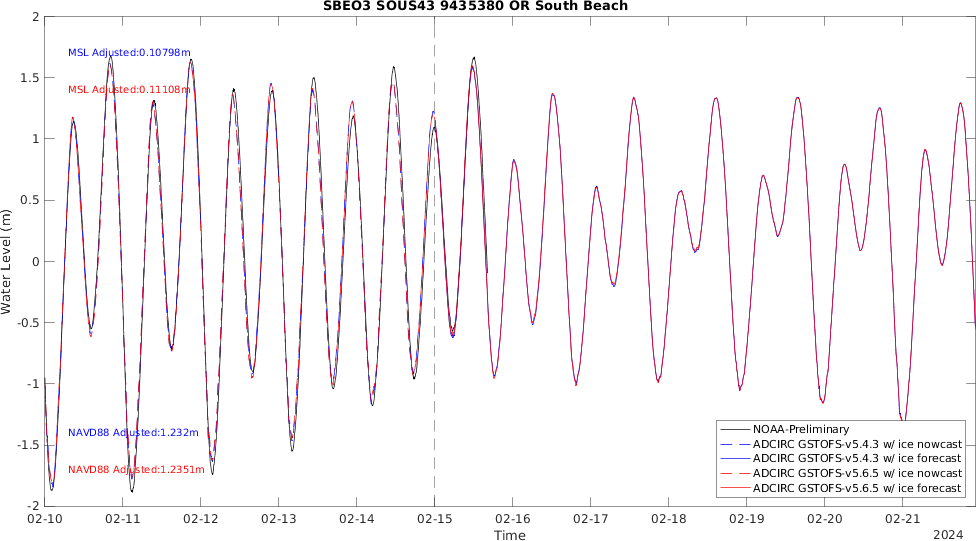 SBEO3 SOUS43 9435380 OR South Beach
2
1.5
1
0.5
0
-0.5
-1
-1.5
-2
Water Level (m)
MSL Adjusted:0.10798m
MSL Adjusted:0.11108m
NAVD88 Adjusted:1.232m
NAVD88 Adjusted:1.2351m
NOAA-Preliminary
ADCIRC GSTOFS-v5.4.3 w/ ice nowcast
ADCIRC GSTOFS-v5.4.3 w/ ice forecast
ADCIRC GSTOFS-v5.6.5 w/ ice nowcast
ADCIRC GSTOFS-v5.6.5 w/ ice forecast
02-10 02-11 02-12 02-13 02-14 02-15 02-16 02-17 02-18 02-19 02-20 02-21
Time
2024